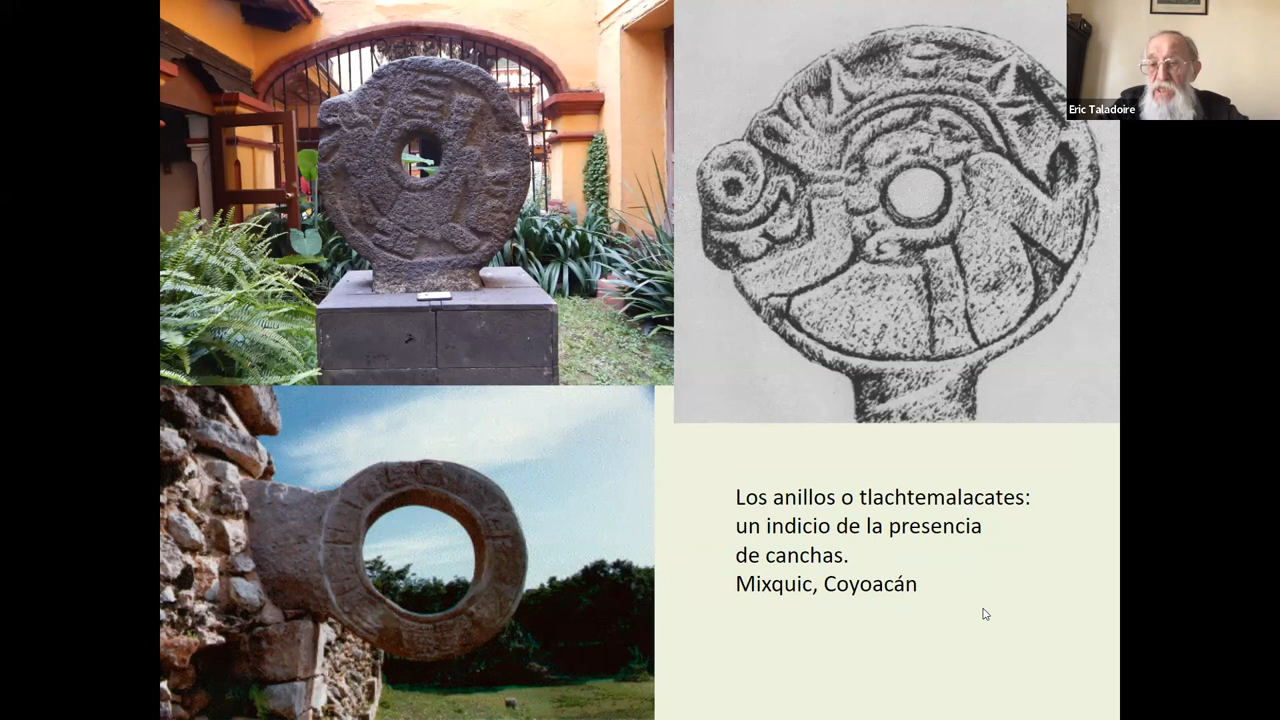 Eric Taladoire
Los anillos o tlachtemalacates:
un indicio de la presencia
de canchas.
Mixquic, Coyoacán